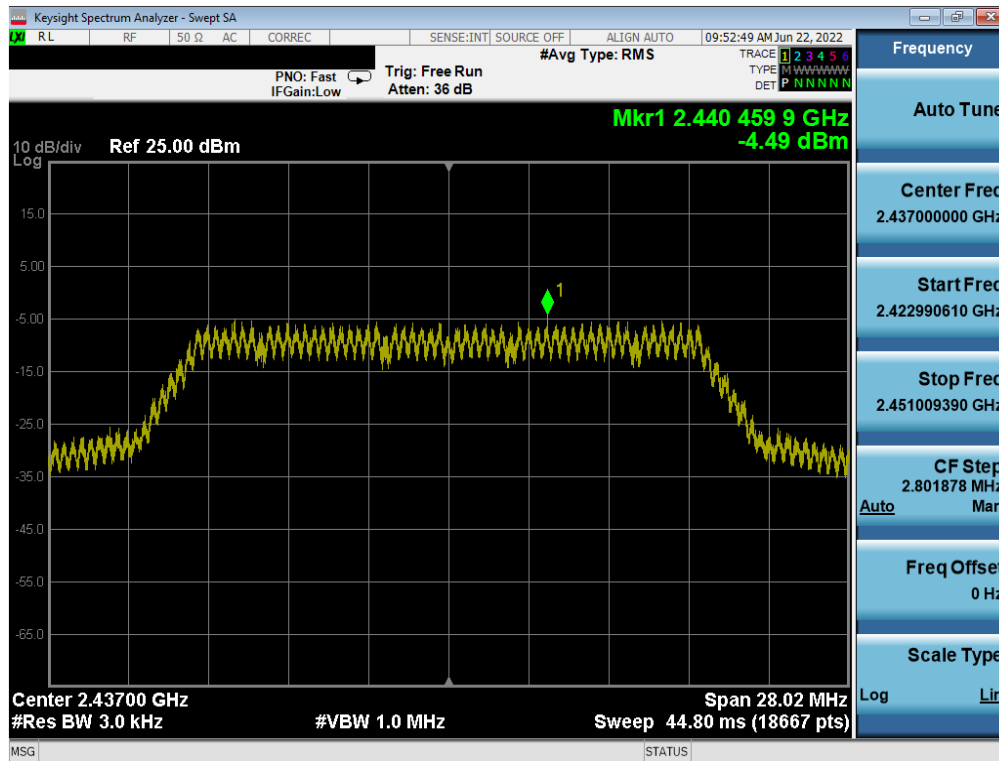 Keysight Spectrum Analyzer - Swept SA
LXI RL RF 50 Ω AC CORREC SENSE:INT SOURCE OFF ALIGN AUTO 09:52:49 AM Jun 22, 2022
#Avg Type: RMS
TRACE 1 2 3 4 5 6
TYPE M WWWWW
DET P N N N N N
PNO: Fast
IFGain:Low
Trig: Free Run
Atten: 36 dB
Mkr1 2.440 459 9 GHz
-4.49 dBm
10 dB/div
Log
Ref 25.00 dBm
15.0
5.00
-5.00
-15.0
-25.0
-35.0
-45.0
-55.0
-65.0
1
Center 2.43700 GHz
Span 28.02 MHz
#Res BW 3.0 kHz
#VBW 1.0 MHz
Sweep 44.80 ms (18667 pts)
MSG
STATUS
Frequency
Auto Tune
Center Freq
2.437000000 GHz
Start Freq
2.422990610 GHz
Stop Freq
2.451009390 GHz
CF Step
2.801878 MHz
Auto Man
Freq Offset
0 Hz
Scale Type
Log Lin